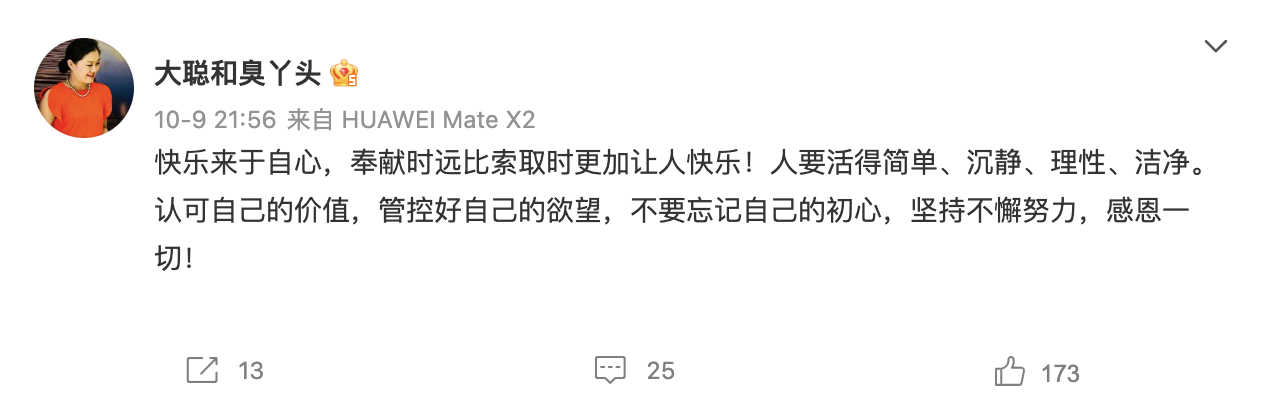 大聪和臭丫头
10-9 21:56 来自 HUAWEI Mate X2
快乐来于自心，奉献时远比索取时更加让人快乐！人要活得简单、沉静、理性、洁净。
认可自己的价值，管控好自己的欲望，不要忘记自己的初心，坚持不懈努力，感恩一
切！
13 25 173